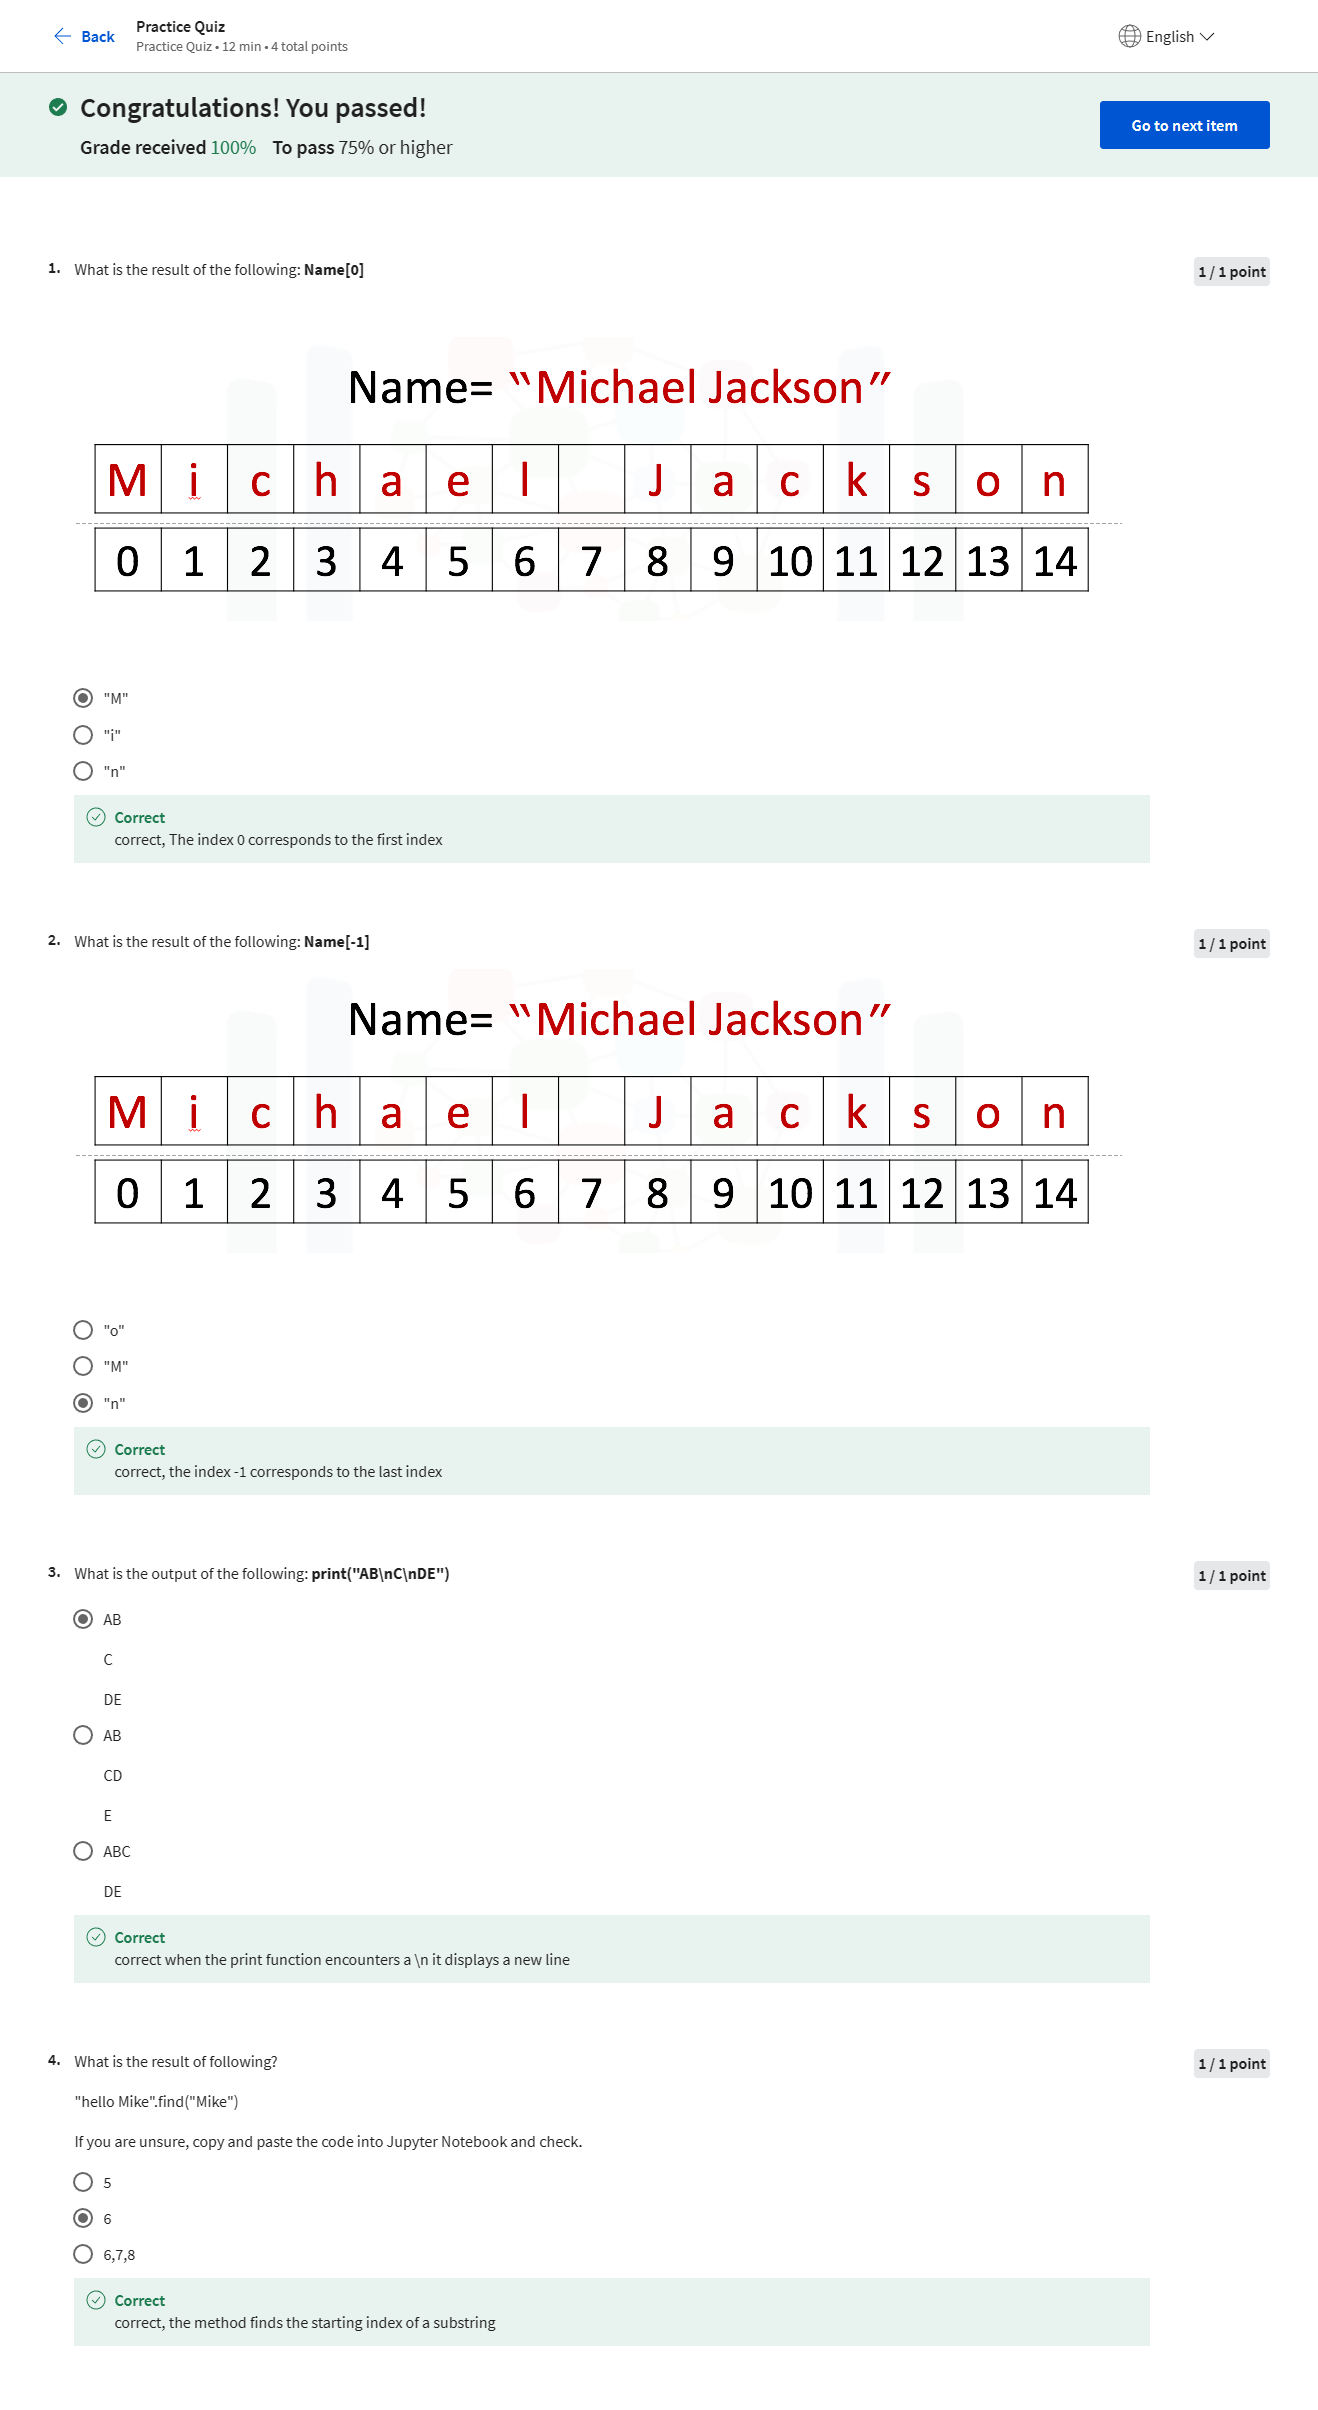 Back
Practice Quiz
Practice Quiz • 12 min • 4 total points
English
Congratulations! You passed!
Grade received 100% To pass 75% or higher
Go to next item
1. What is the result of the following: Name[0]
1 / 1 point
Name= “Michael Jackson”
M i c h a e l J a c k s o n
0 1 2 3 4 5 6 7 8 9 10 11 12 13 14
"M"
"i"
"n"
Correct
correct, The index 0 corresponds to the first index
2. What is the result of the following: Name[-1]
1 / 1 point
Name= “Michael Jackson”
M i c h a e l J a c k s o n
0 1 2 3 4 5 6 7 8 9 10 11 12 13 14
"o"
"M"
"n"
Correct
correct, the index -1 corresponds to the last index
3. What is the output of the following: print("AB\nC\nDE")
1 / 1 point
AB
C
DE
AB
CD
E
ABC
DE
Correct
correct when the print function encounters a \n it displays a new line
4. What is the result of following?
1 / 1 point
"hello Mike".find("Mike")
If you are unsure, copy and paste the code into Jupyter Notebook and check.
5
6
6,7,8
Correct
correct, the method finds the starting index of a substring